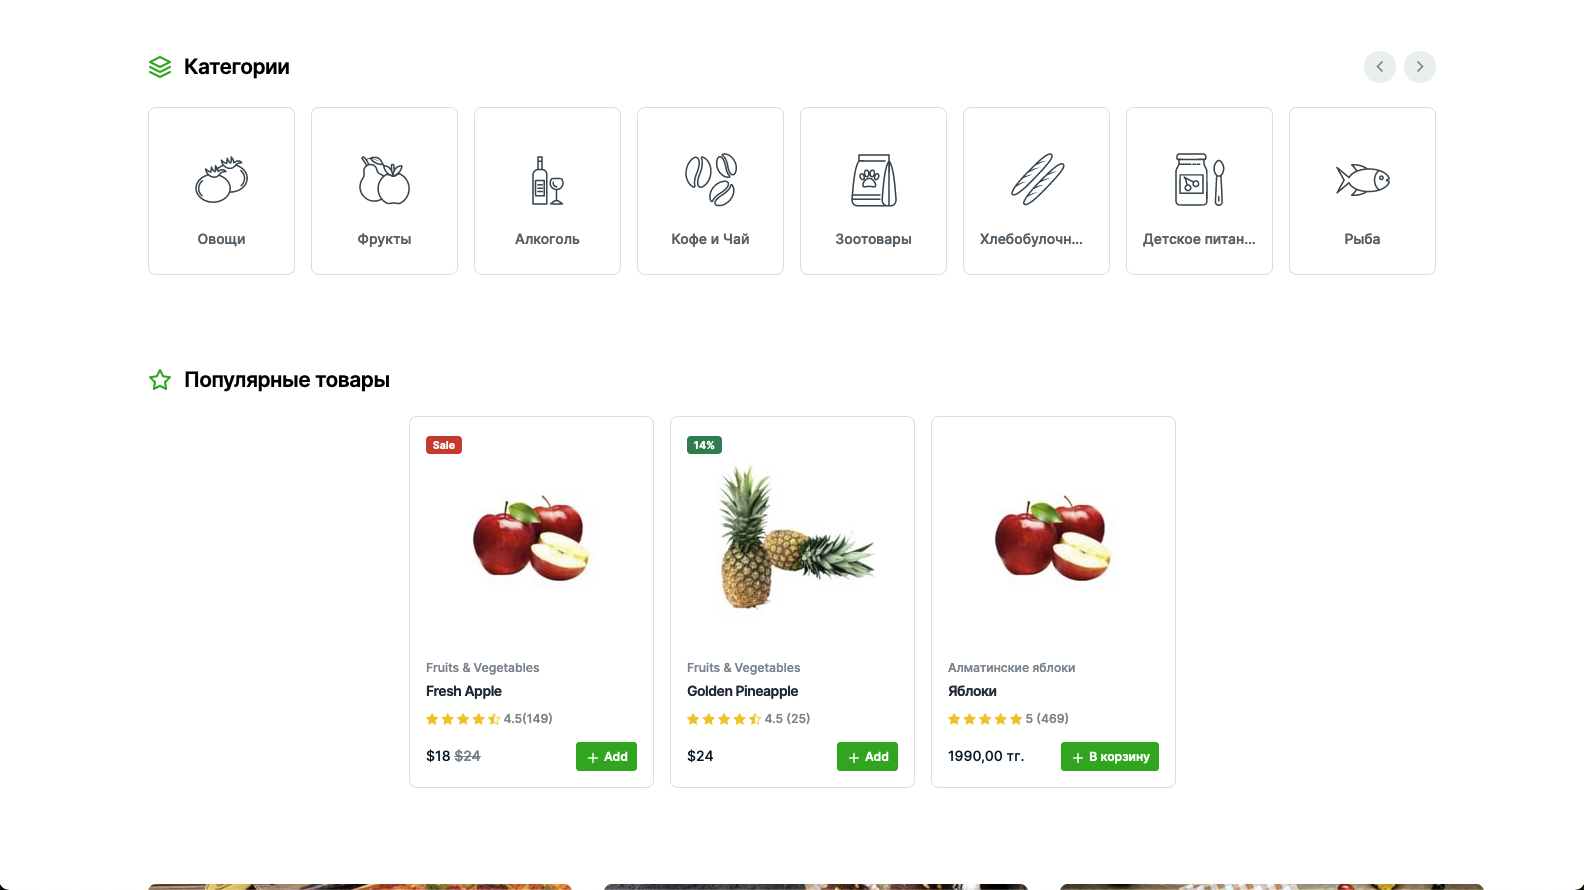 Категории
Овощи
Фрукты
Алкоголь
Кофе и Чай
Зоотовары
Хлебобулочн...
Детское питан...
Рыба
Популярные товары
Sale
Fruits & Vegetables
Fresh Apple
4.5(149)
$18 $24
+ Add
14%
Fruits & Vegetables
Golden Pineapple
4.5 (25)
$24
+ Add
Алматинские яблоки
Яблоки
5 (469)
1990,00 тг.
+ В корзину